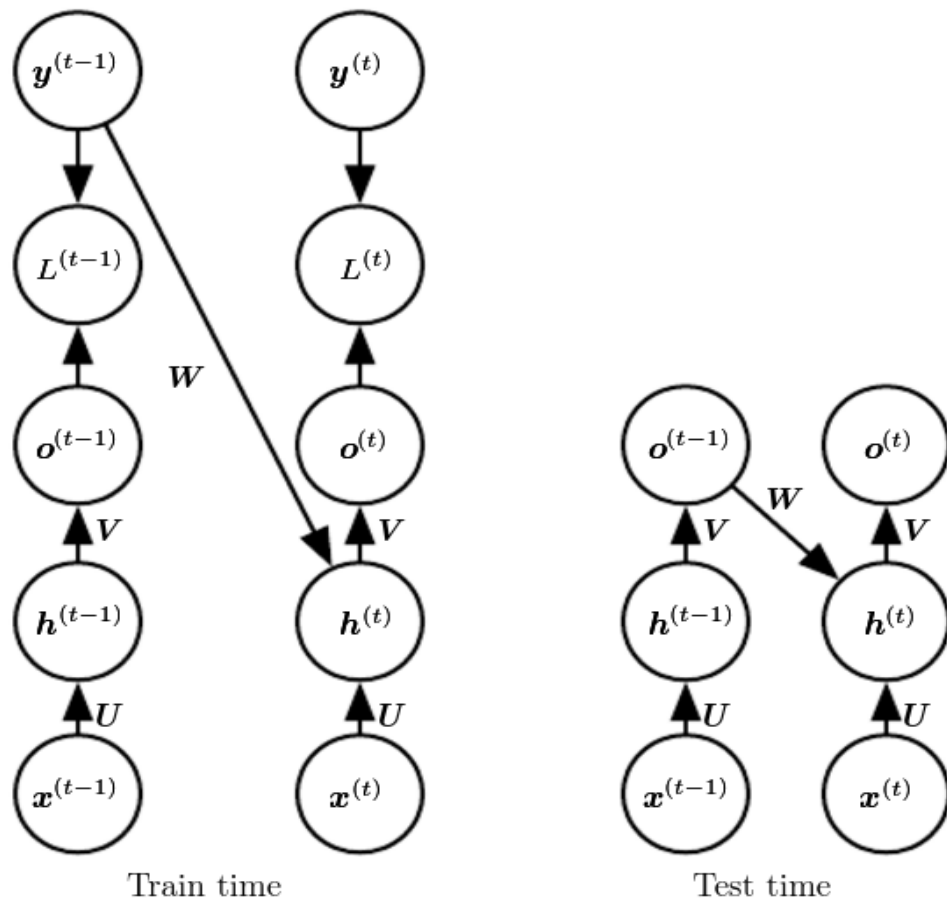 y^(t−1) y^(t)
L^(t−1) L^(t)
W
o^(t−1) o^(t) o^(t−1) o^(t)
W
V V V V
h^(t−1) h^(t) h^(t−1) h^(t)
U U U U
x^(t−1) x^(t) x^(t−1) x^(t)
Train time Test time